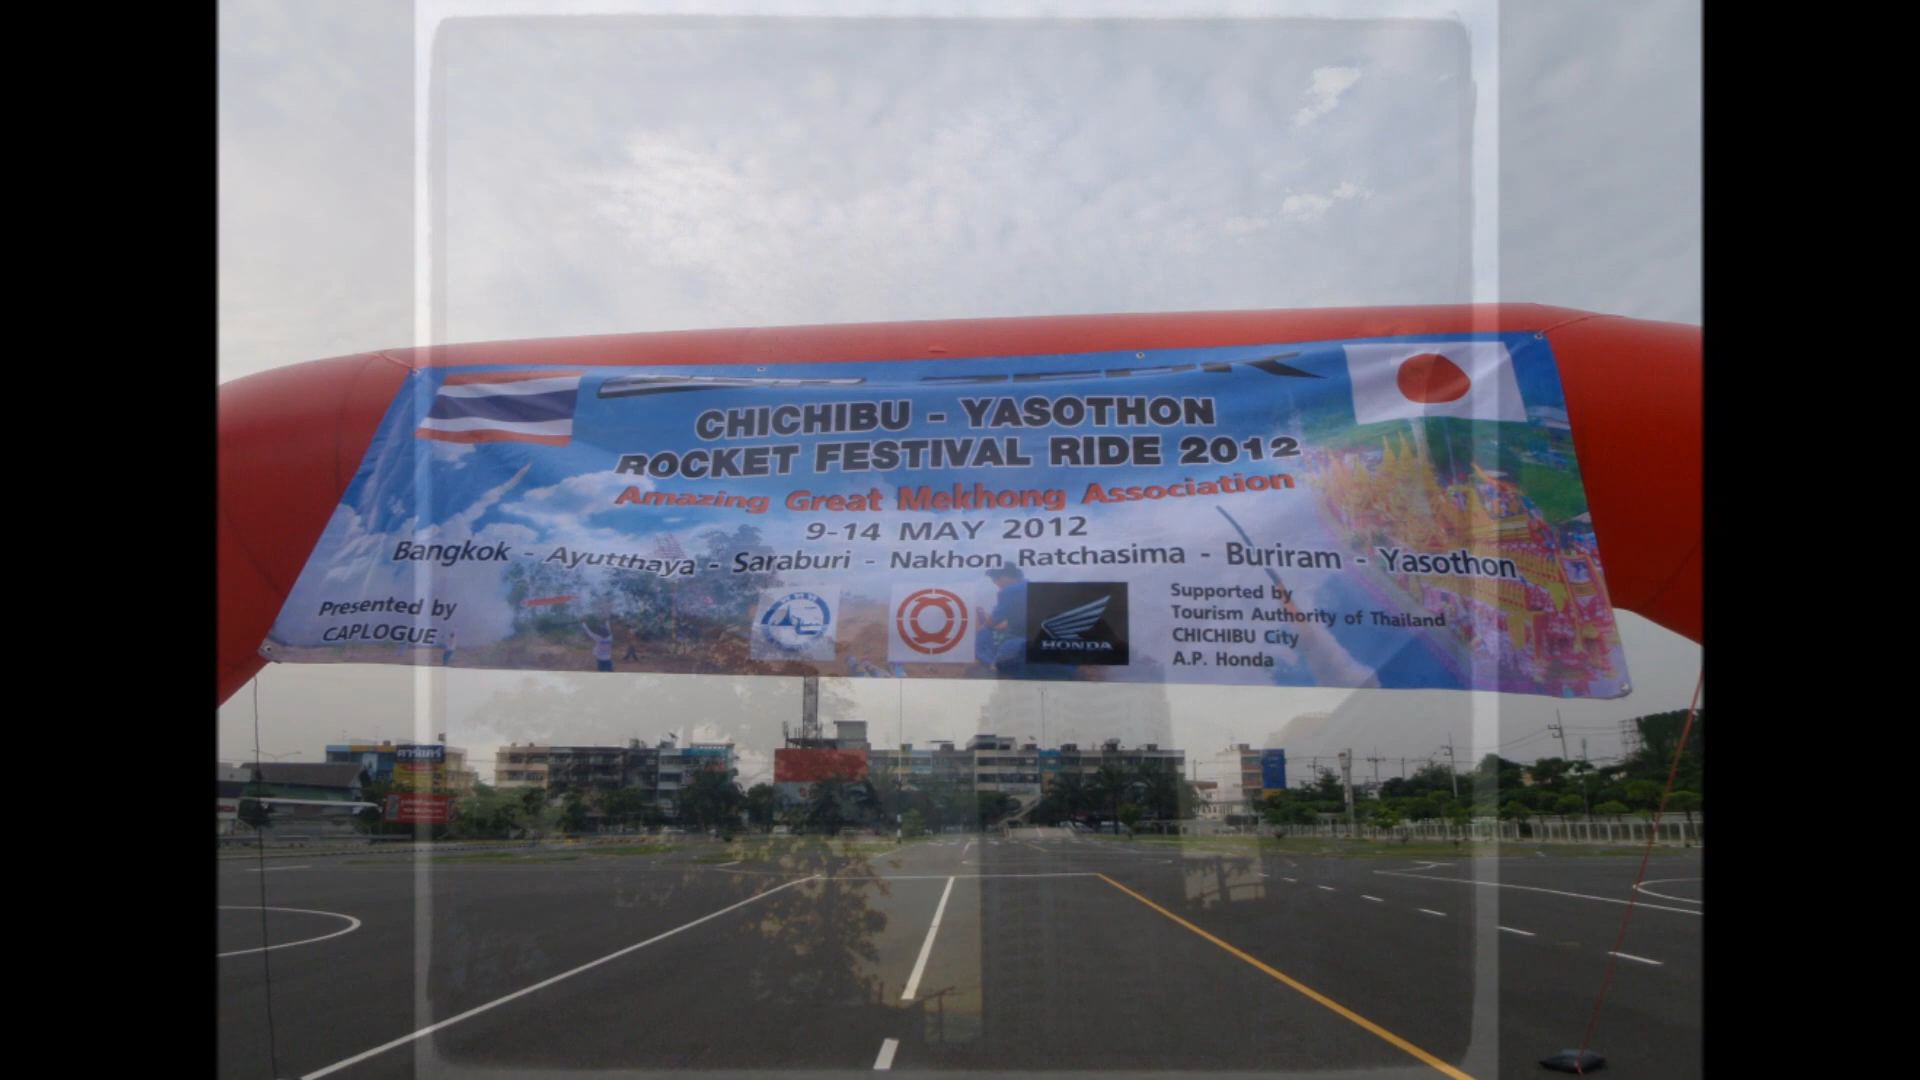 CHICHIBU - YASOTHON
ROCKET FESTIVAL RIDE 2012
Amazing Great Mekhong Association
9-14 MAY 2012
Bangkok - Ayutthaya - Saraburi - Nakhon Ratchasima - Buriram - Yasothon
Presented by
CAPLOGUE
HONDA
Supported by
Tourism Authority of Thailand
CHICHIBU City
A.P. Honda